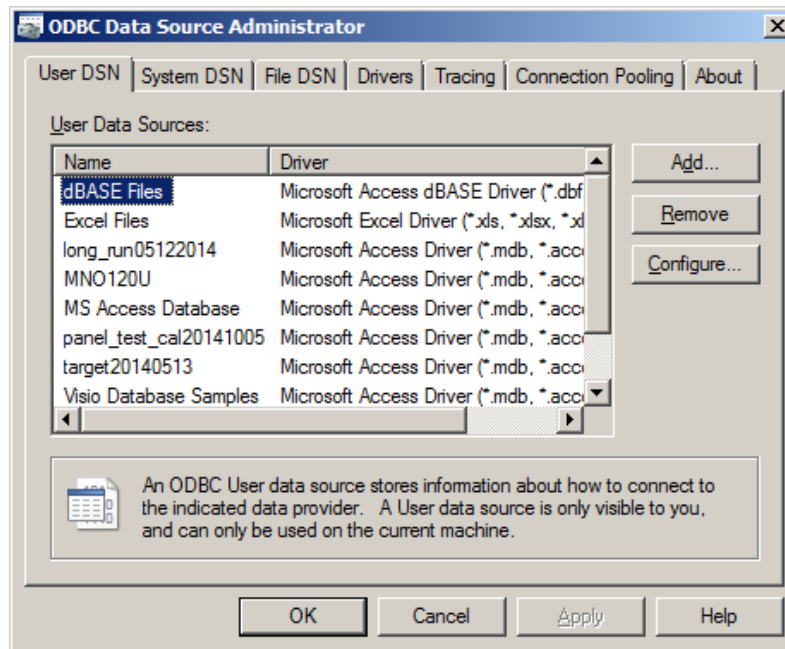 ODBC Data Source Administrator
User DSN System DSN File DSN Drivers Tracing Connection Pooling About
User Data Sources:
Name Driver
dBASE Files Microsoft Access dBASE Driver (*.dbf
Excel Files Microsoft Excel Driver (*.xls, *.xlsx, *.xl
long_run05122014 Microsoft Access Driver (*.mdb, *.acc
MNO120U Microsoft Access Driver (*.mdb, *.acc
MS Access Database Microsoft Access Driver (*.mdb, *.acc
panel_test_cal20141005 Microsoft Access Driver (*.mdb, *.acc
target20140513 Microsoft Access Driver (*.mdb, *.acc
Visio Database Samples Microsoft Access Driver (*.mdb, *.acc
Add...
Remove
Configure...
An ODBC User data source stores information about how to connect to
the indicated data provider. A User data source is only visible to you,
and can only be used on the current machine.
OK Cancel Apply Help